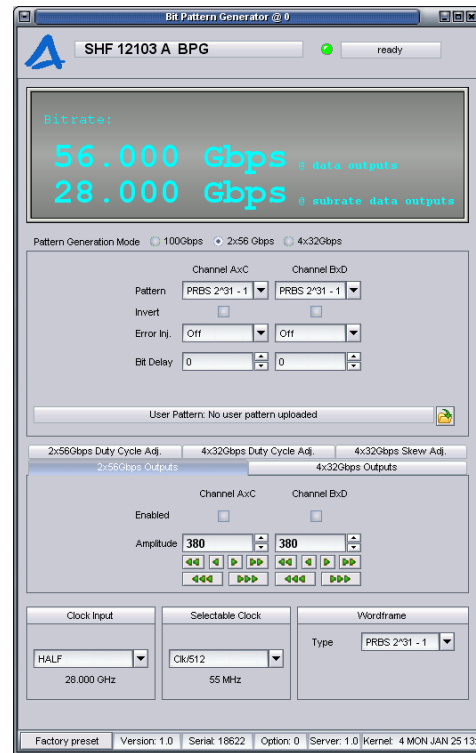 Bit Pattern Generator @ 0
SHF 12103 A BPG
ready
Bitrate:
56.000 Gbps @ data outputs
28.000 Gbps @ subrate data outputs
Pattern Generation Mode 100Gbps 2x56 Gbps 4x32Gbps
Channel AxC Channel BxD
Pattern PRBS 2^31 - 1 PRBS 2^31 - 1
Invert
Error Inj. Off Off
Bit Delay 0 0
User Pattern: No user pattern uploaded
2x56Gbps Duty Cycle Adj. 4x32Gbps Duty Cycle Adj. 4x32Gbps Skew Adj.
2x56Gbps Outputs 4x32Gbps Outputs
Channel AxC Channel BxD
Enabled
Amplitude 380 380
Clock Input Selectable Clock Wordframe
Type PRBS 2^31 - 1
HALF Clk/512
28.000 GHz 55 MHz
Factory preset Version: 1.0 Serial: 18622 Option: 0 Server: 1.0 Kernel: 4 MON JAN 25 13: